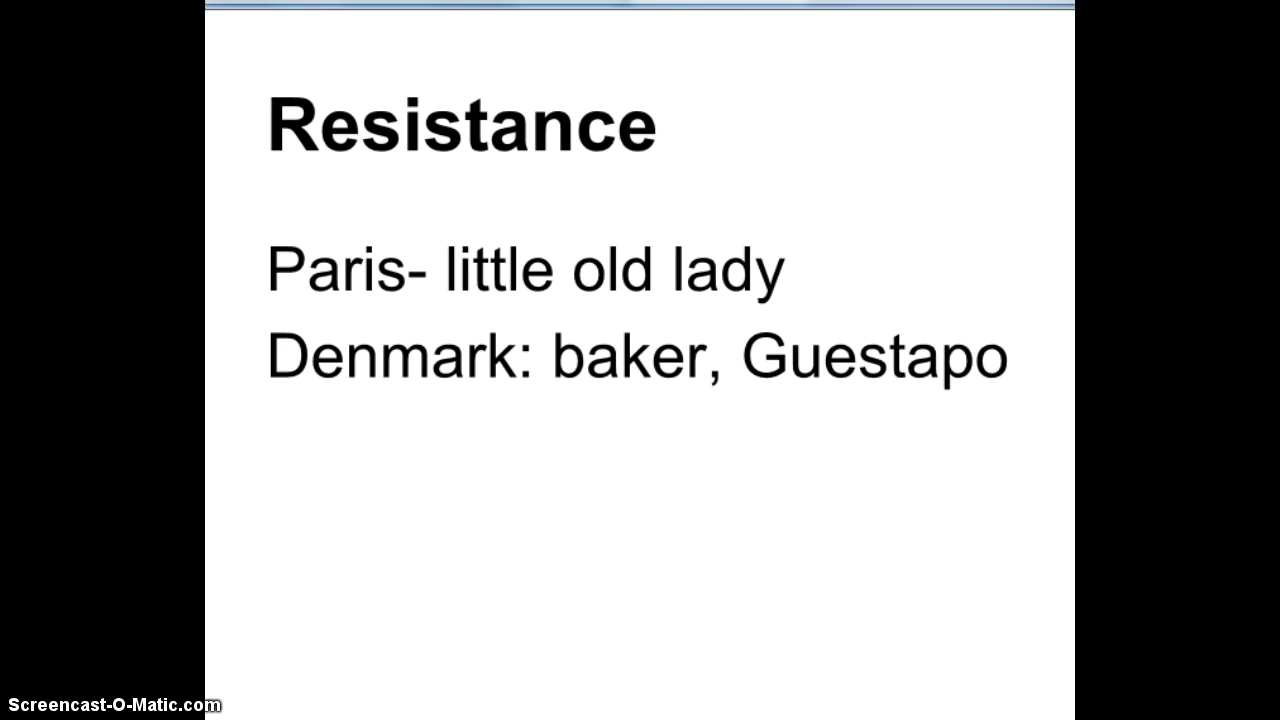 Resistance
Paris- little old lady
Denmark: baker, Guestapo
Screencast-O-Matic.com